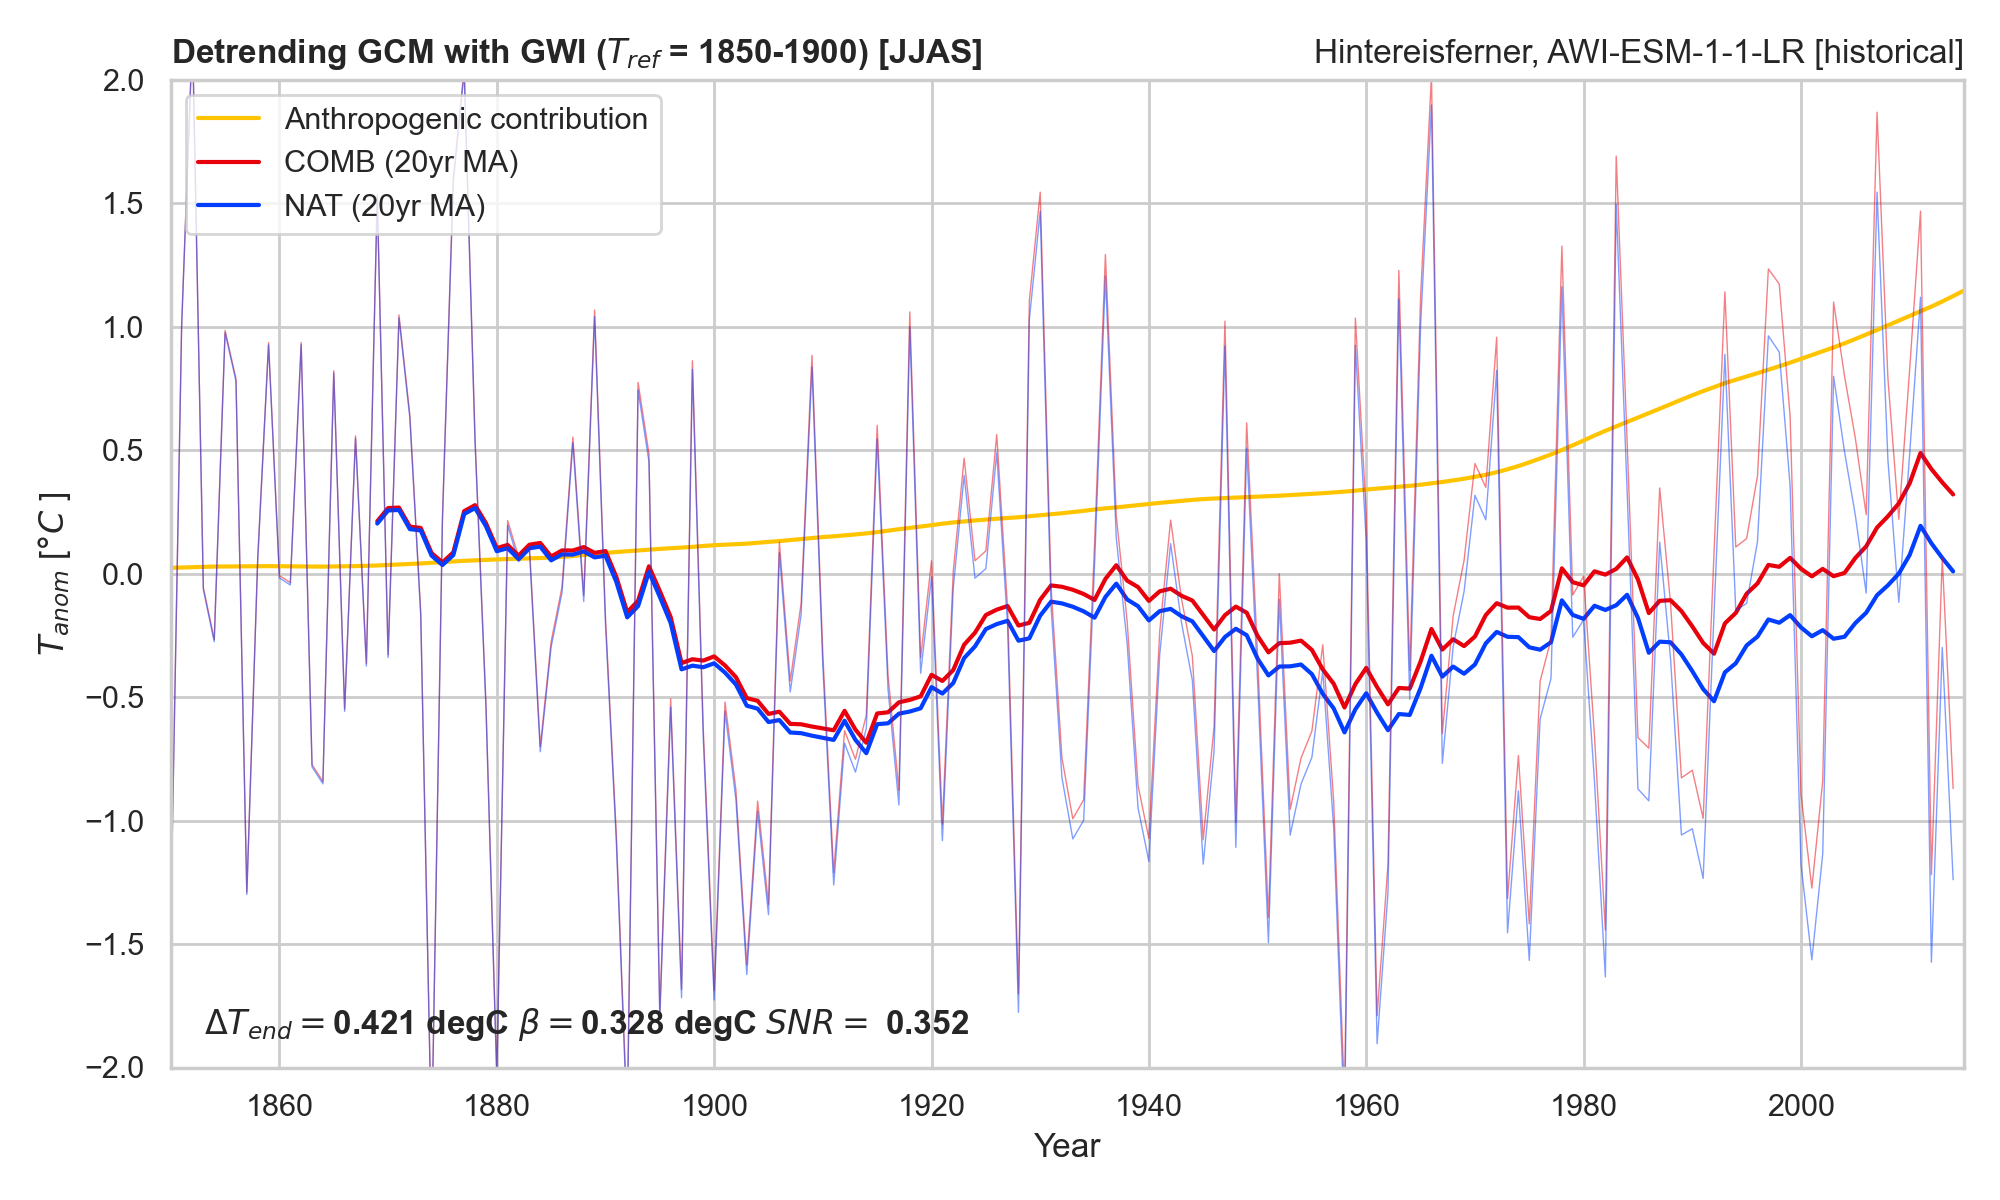 Detrending GCM with GWI (T_ref = 1850-1900) [JJAS]
Hintereisferner, AWI-ESM-1-1-LR [historical]
Anthropogenic contribution
COMB (20yr MA)
NAT (20yr MA)
2.0
1.5
1.0
0.5
0.0
−0.5
−1.0
−1.5
−2.0
T_anom [°C]
ΔT_end = 0.421 degC β = 0.328 degC SNR = 0.352
1860 1880 1900 1920 1940 1960 1980 2000
Year